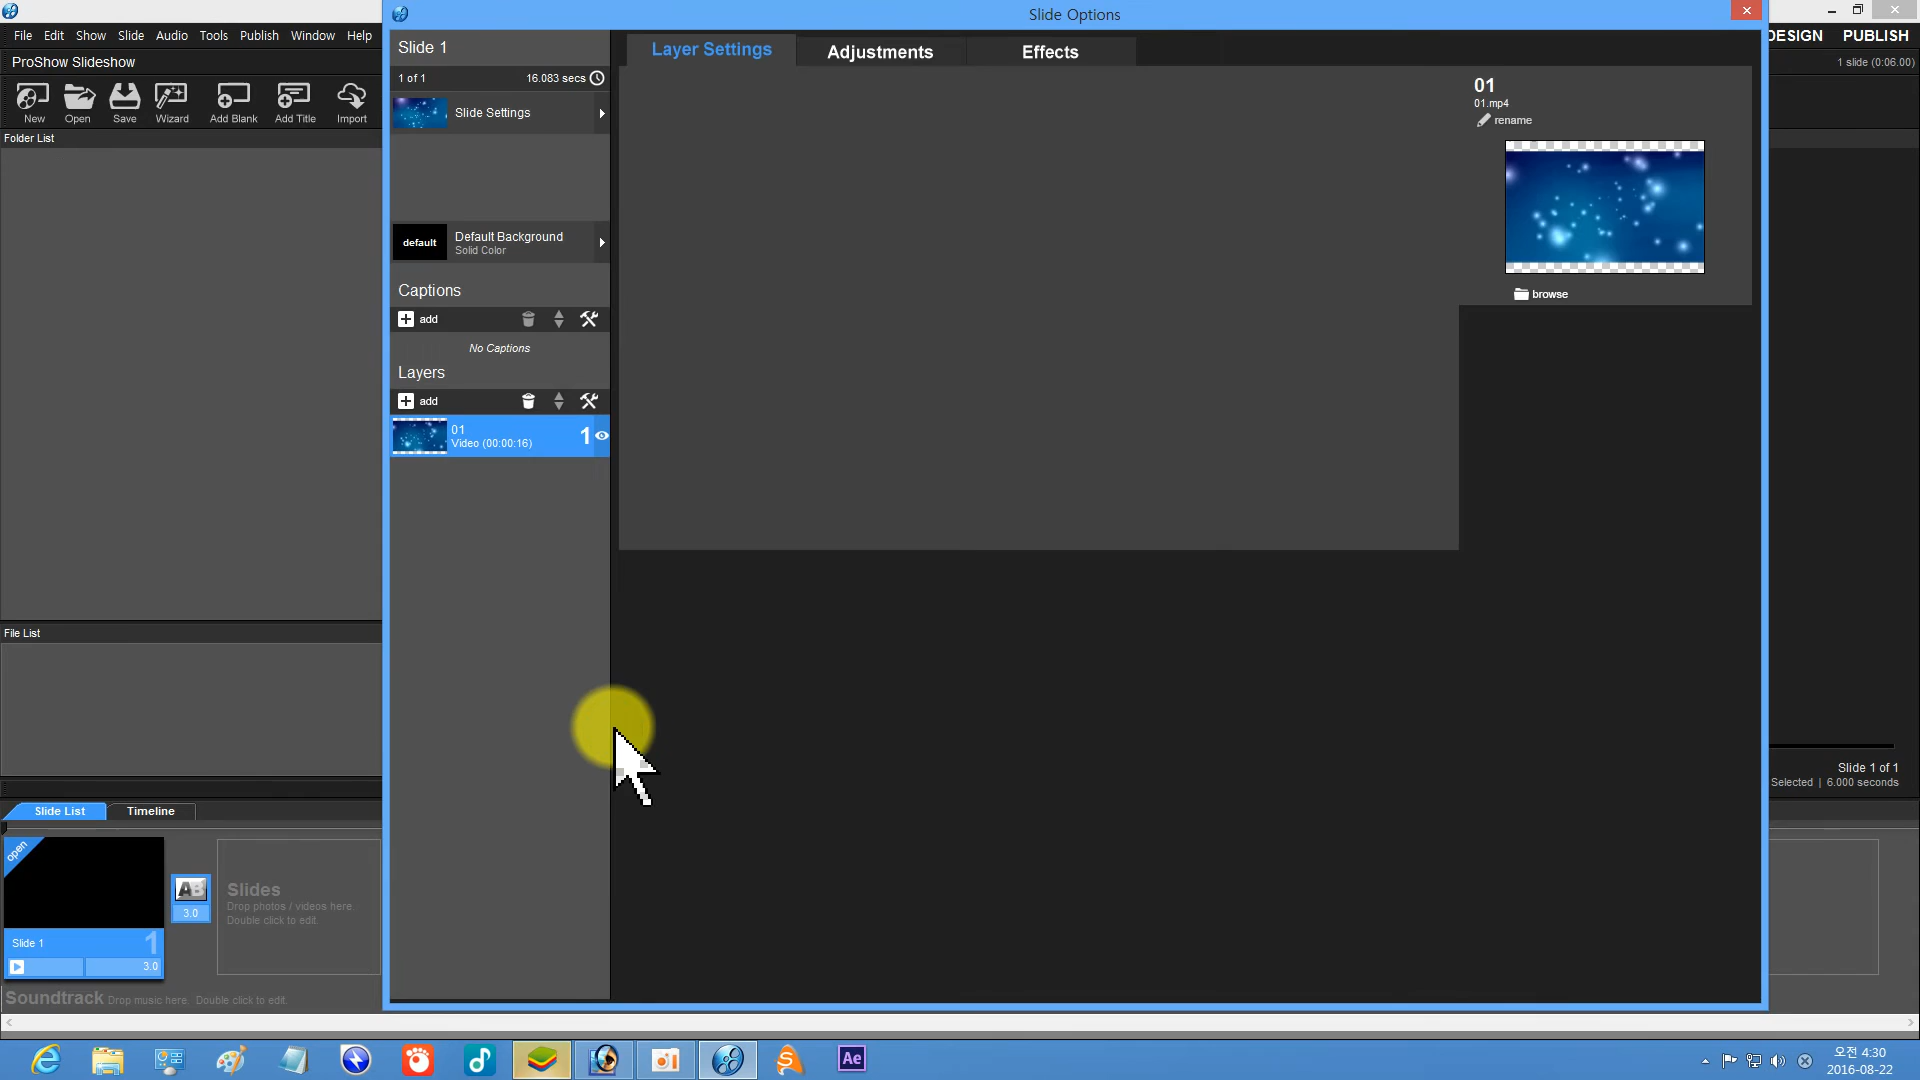 Slide Options
File Edit Show Slide Audio Tools Publish Window Help
DESIGN PUBLISH
ProShow Slideshow
1 slide (0:06.00)
New Open Save Wizard Add Blank Add Title Import
Folder List
File List
Slide 1
1 of 1 16.083 secs
Slide Settings
default
Default Background
Solid Color
Captions
add
No Captions
Layers
add
01
Video (00:00:16)
1
Layer Settings Adjustments Effects
01
01.mp4
rename
browse
Slide 1 of 1
Selected | 6.000 seconds
Slide List Timeline
open
AB
3.0
Slides
Drop photos / videos here.
Double click to edit.
Slide 1
1
3.0
Soundtrack Drop music here. Double click to edit.
Ae
오전 4:30
2016-08-22